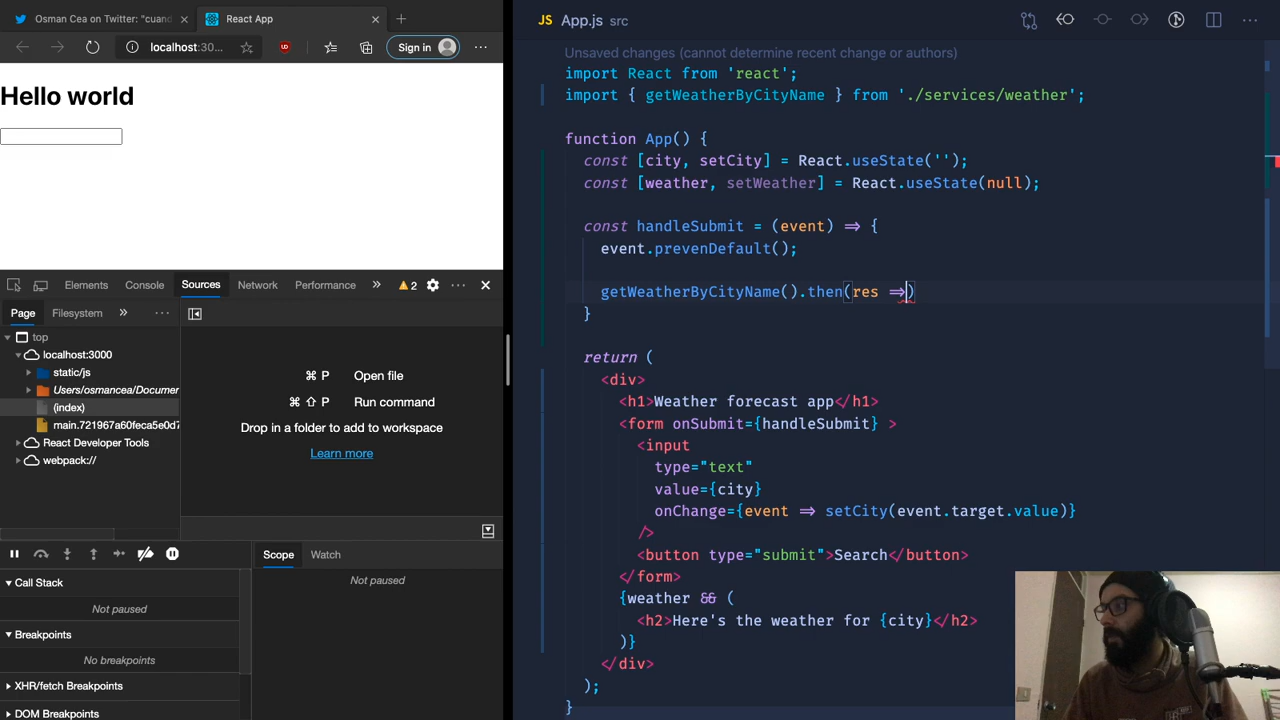 Osman Cea on Twitter: "cuand
React App
localhost:30...
Sign in
Hello world
Elements
Console
Sources
Network
Performance
2
Page
Filesystem
top
localhost:3000
static/js
Users/osmancea/Documen
(index)
main.721967a60feca5e0d7
React Developer Tools
webpack://
⌘ P Open file
⌘ ⇧ P Run command
Drop in a folder to add to workspace
Learn more
Scope
Watch
Not paused
Call Stack
Not paused
Breakpoints
No breakpoints
XHR/fetch Breakpoints
DOM Breakpoints
JS App.js src
Unsaved changes (cannot determine recent change or authors)
import React from 'react';
import { getWeatherByCityName } from './services/weather';
function App() {
const [city, setCity] = React.useState('');
const [weather, setWeather] = React.useState(null);
const handleSubmit = (event) => {
event.prevenDefault();
getWeatherByCityName().then(res =>)
}
return (
<div>
<h1>Weather forecast app</h1>
<form onSubmit={handleSubmit} >
<input
type="text"
value={city}
onChange={event => setCity(event.target.value)}
/>
<button type="submit">Search</button>
</form>
{weather && (
<h2>Here's the weather for {city}</h2>
)}
</div>
);
}